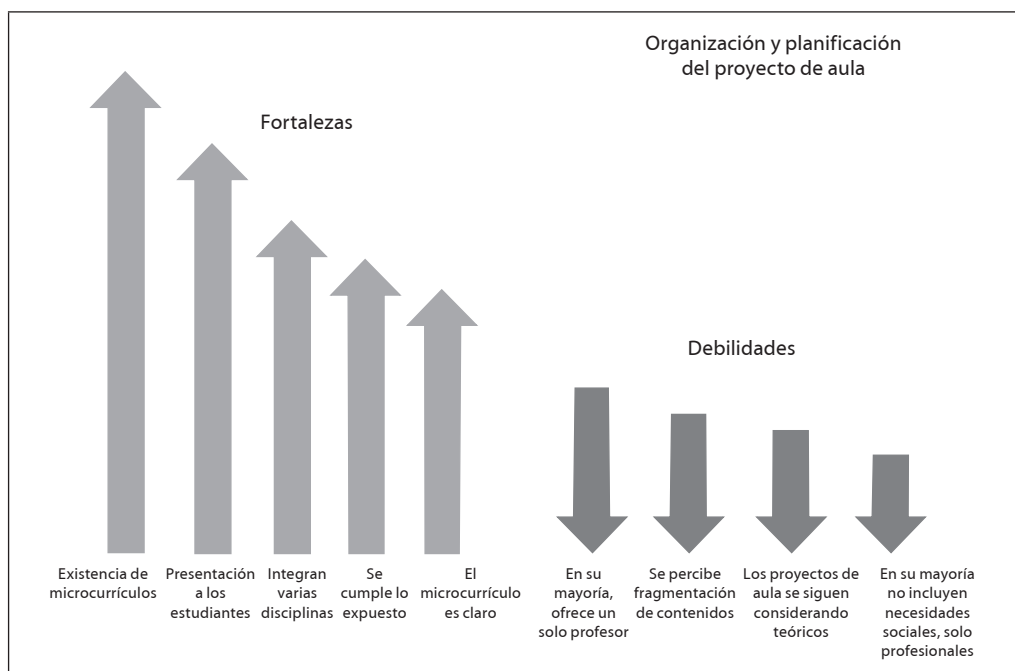 Organización y planificación
del proyecto de aula
Fortalezas
Debilidades
Existencia de
microcurrículos
Presentación
a los
estudiantes
Integran
varias
disciplinas
Se
cumple lo
expuesto
El
microcurrículo
es claro
En su
mayoría,
ofrece un
solo profesor
Se percibe
fragmentación
de contenidos
Los proyectos de
aula se siguen
considerando
teóricos
En su mayoría
no incluyen
necesidades
sociales, solo
profesionales